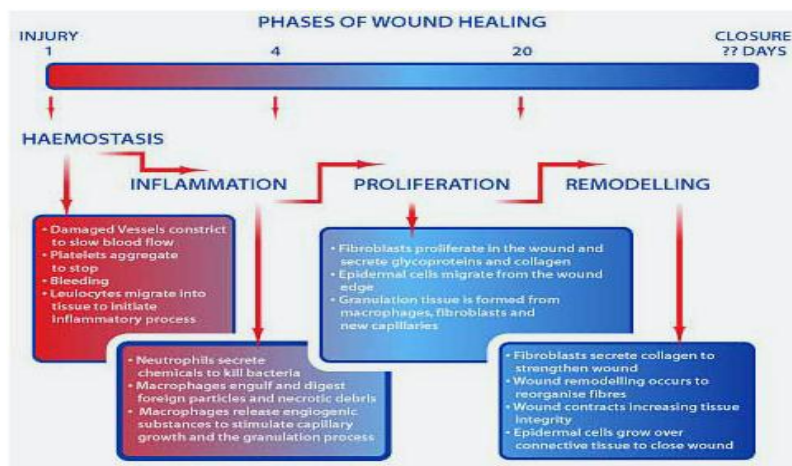 PHASES OF WOUND HEALING
INJURY
1
4
20
CLOSURE
?? DAYS
HAEMOSTASIS
INFLAMMATION
PROLIFERATION
REMODELLING
• Damaged Vessels constrict
to slow blood flow
• Platelets aggregate
to stop
• Bleeding
• Leulocytes migrate into
tissue to initiate
inflammatory process
• Neutrophils secrete
chemicals to kill bacteria
• Macrophages engulf and digest
foreign particles and necrotic debris
• Macrophages release engiogenic
substances to stimulate capillary
growth and the granulation process
• Fibroblasts proliferate in the wound and
secrete glycoproteins and collagen
• Epidermal cells migrate from the wound
edge
• Granulation tissue is formed from
macrophages, fibroblasts and
new capillaries
• Fibroblasts secrete collagen to
strengthen wound
• Wound remodelling occurs to
reorganise fibres
• Wound contracts increasing tissue
integrity
• Epidermal cells grow over
connective tissue to close wound